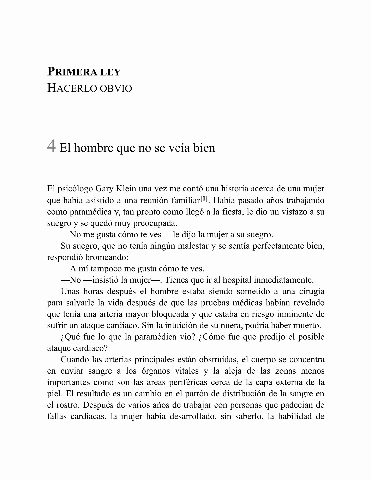 PRIMERA LEY
HACERLO OBVIO
4 El hombre que no se veía bien
El psicólogo Gary Klein una vez me contó una historia acerca de una mujer
que había asistido a una reunión familiar[1]. Había pasado años trabajando
como paramédica y, tan pronto como llegó a la fiesta, le dio un vistazo a su
suegro y se quedó muy preocupada.
—No me gusta cómo te ves —le dijo la mujer a su suegro.
Su suegro, que no tenía ningún malestar y se sentía perfectamente bien,
respondió bromeando:
—A mí tampoco me gusta cómo te ves.
—No —insistió la mujer—. Tienes que ir al hospital inmediatamente.
Unas horas después el hombre estaba siendo sometido a una cirugía
para salvarle la vida después de que las pruebas médicas habían revelado
que tenía una arteria mayor bloqueada y que estaba en riesgo inminente de
sufrir un ataque cardiaco. Sin la intuición de su nuera, podría haber muerto.
¿Qué fue lo que la paramédica vio? ¿Cómo fue que predijo el posible
ataque cardiaco?
Cuando las arterias principales están obstruidas, el cuerpo se concentra
en enviar sangre a los órganos vitales y la aleja de las zonas menos
importantes como son las áreas periféricas cerca de la capa externa de la
piel. El resultado es un cambio en el patrón de distribución de la sangre en
el rostro. Después de varios años de trabajar con personas que padecían de
fallas cardiacas, la mujer había desarrollado, sin saberlo, la habilidad de